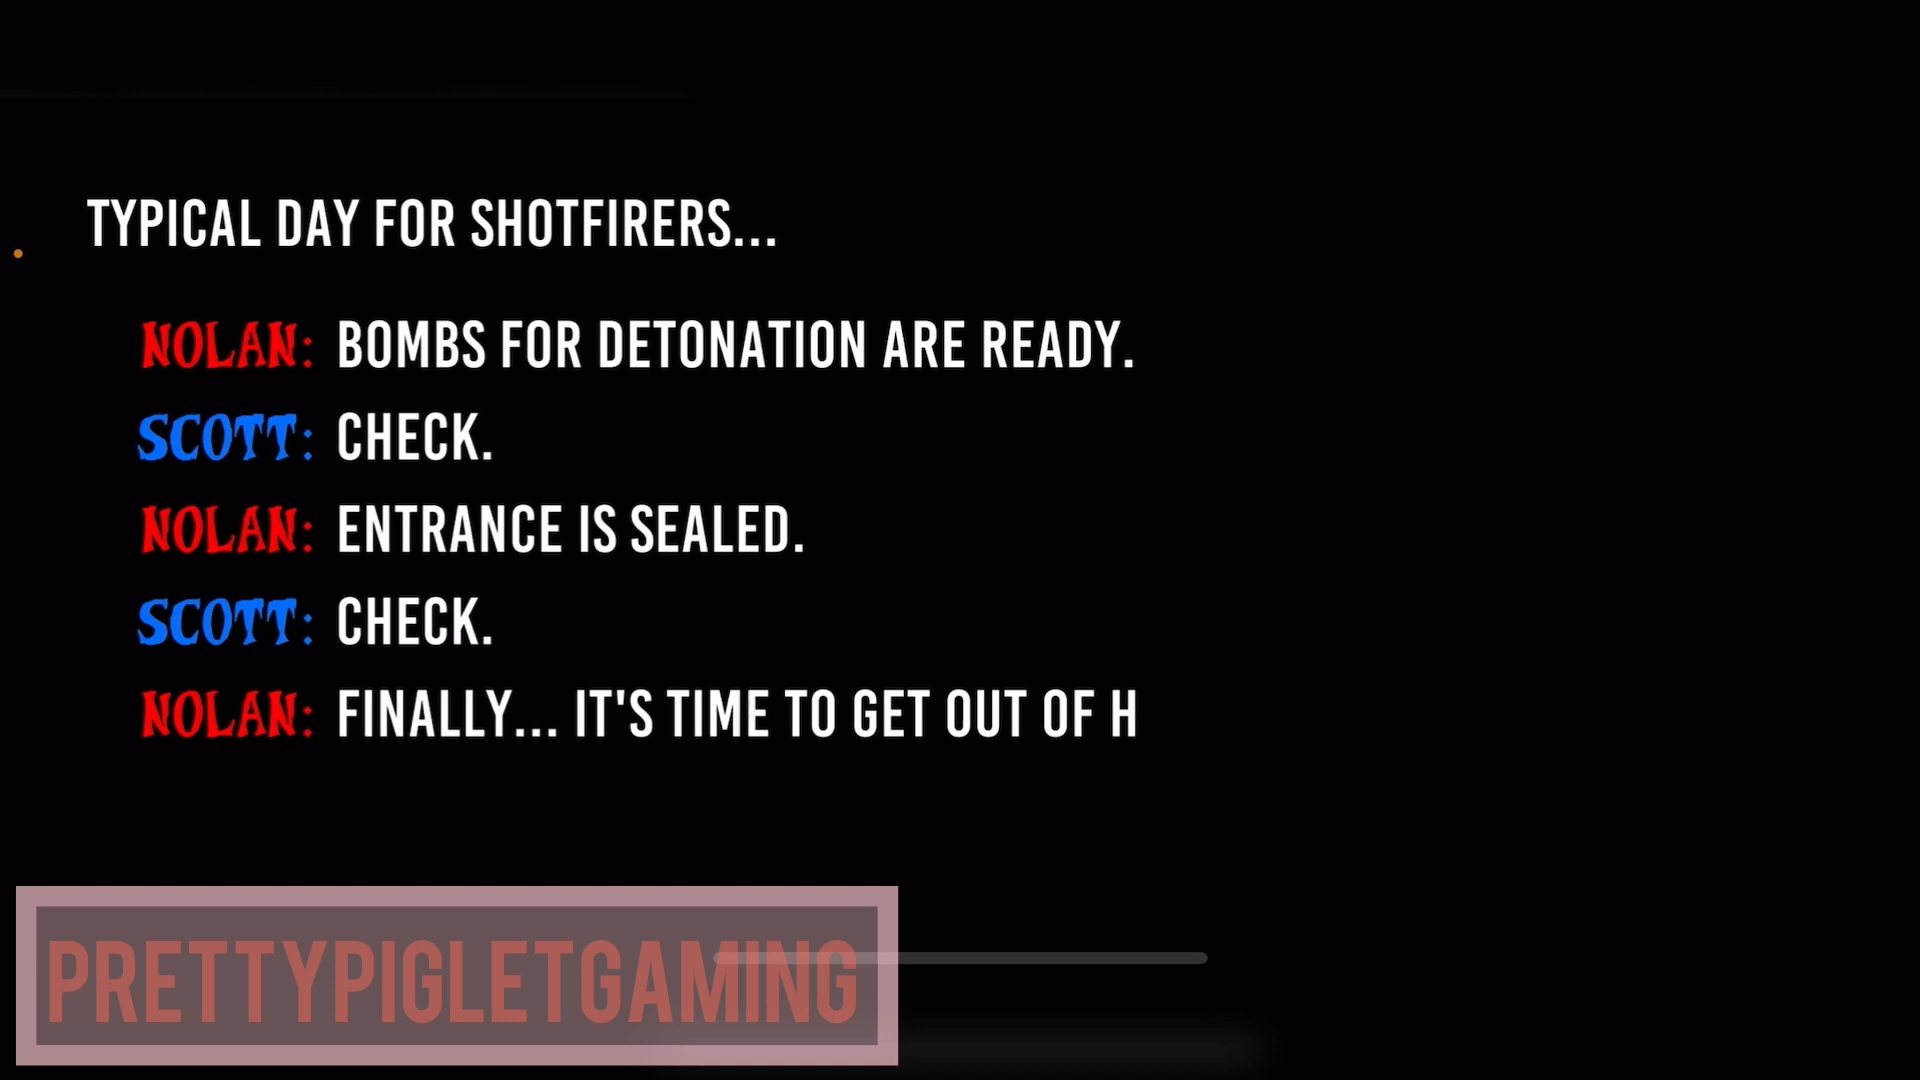 TYPICAL DAY FOR SHOTFIRERS...
NOLAN: BOMBS FOR DETONATION ARE READY.
SCOTT: CHECK.
NOLAN: ENTRANCE IS SEALED.
SCOTT: CHECK.
NOLAN: FINALLY... IT'S TIME TO GET OUT OF H
PRETTYPIGLETGAMING